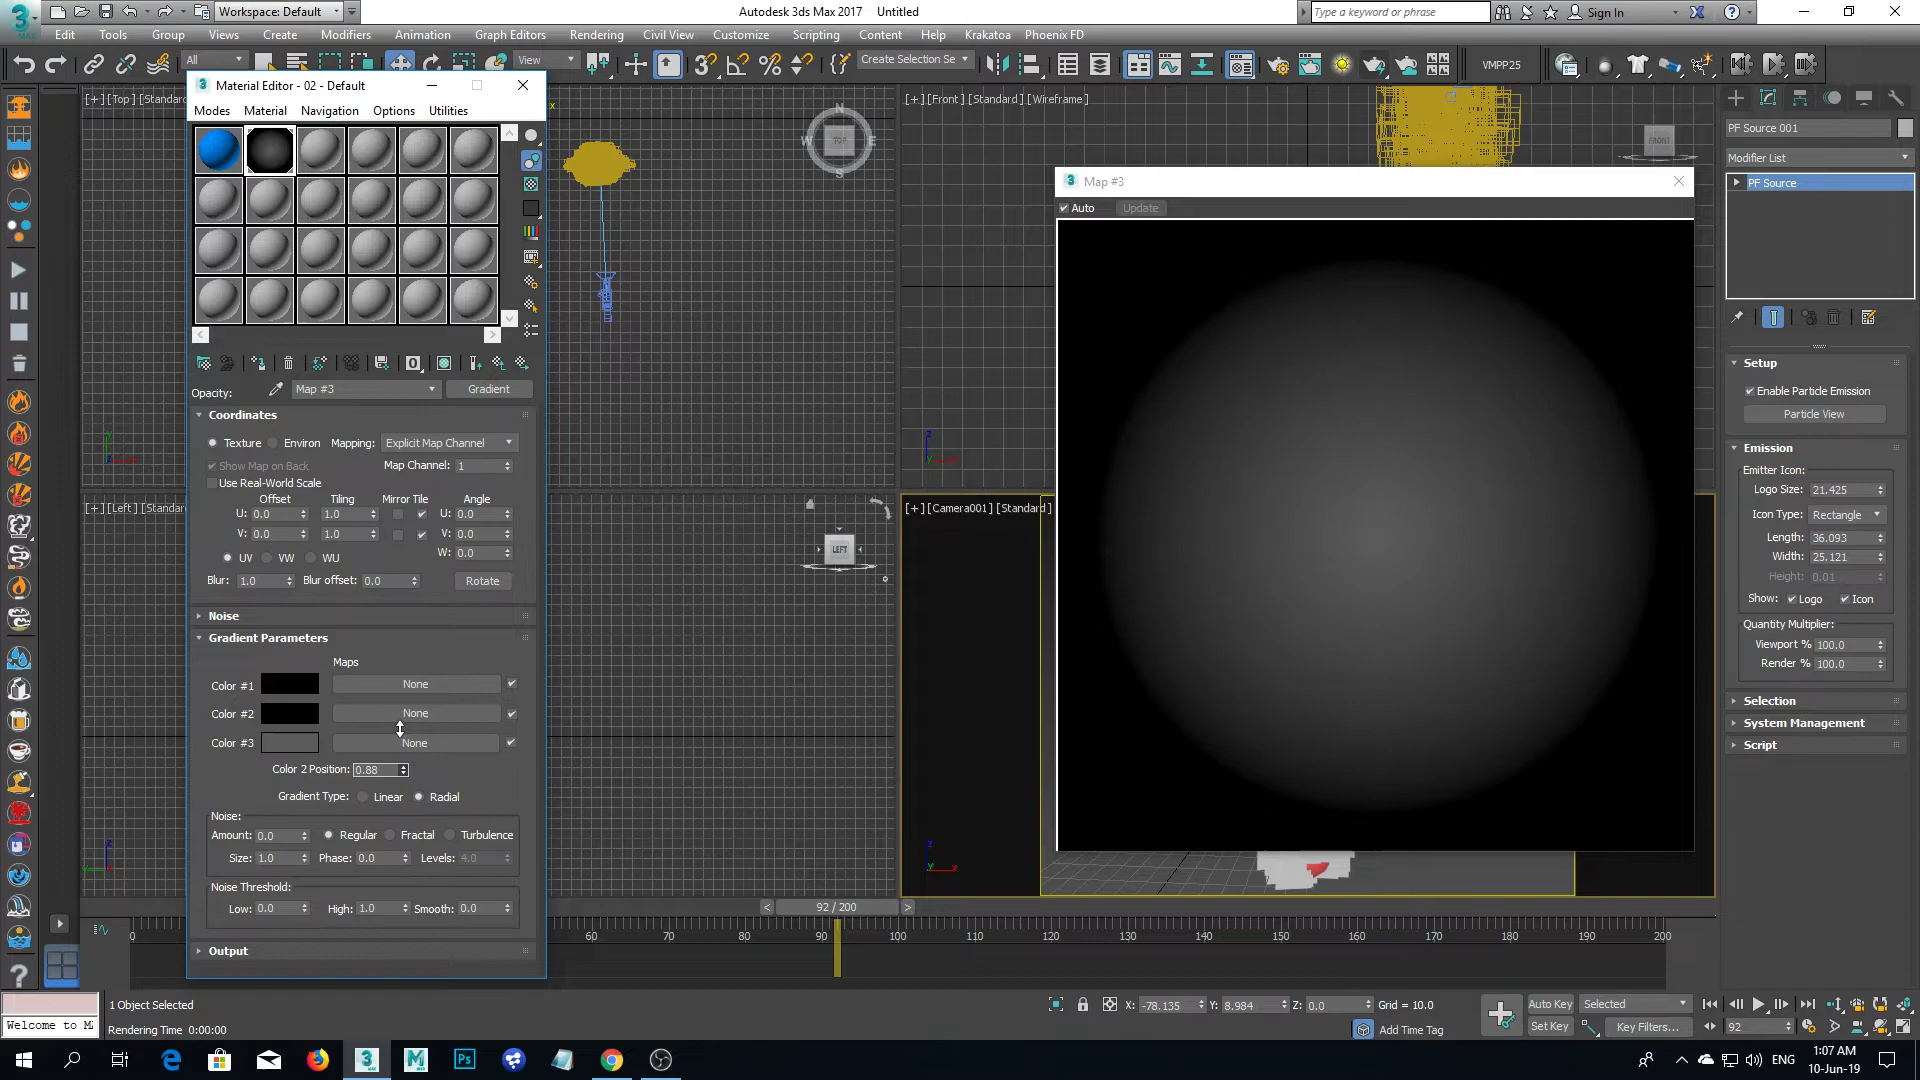 3 MAX Workspace: Default Autodesk 3ds Max 2017 Untitled Type a keyword or phrase Sign In
Edit Tools Group Views Create Modifiers Animation Graph Editors Rendering Civil View Customize Scripting Content Help Krakatoa Phoenix FD
All View Create Selection Se VMPP25
Material Editor - 02 - Default
Modes Material Navigation Options Utilities
[+] [Top] [Standar
N
W TOP E
S
[+] [Front] [Standard] [Wireframe]
FRONT
Map #3
Auto Update
Opacity: Map #3 Gradient
Coordinates
Texture Environ Mapping: Explicit Map Channel
Show Map on Back Map Channel: 1
Use Real-World Scale
Offset Tiling Mirror Tile Angle
U: 0.0 1.0 U: 0.0
V: 0.0 1.0 V: 0.0
W: 0.0
UV VW WU
Blur: 1.0 Blur offset: 0.0 Rotate
Noise
Gradient Parameters
Maps
Color #1 None
Color #2 None
Color #3 None
Color 2 Position: 0.88
Gradient Type: Linear Radial
Noise:
Amount: 0.0 Regular Fractal Turbulence
Size: 1.0 Phase: 0.0 Levels: 4.0
Noise Threshold:
Low: 0.0 High: 1.0 Smooth: 0.0
Output
[+] [Left] [Standar
LEFT
[+] [Camera001] [Standard]
PF Source 001
Modifier List
PF Source
Setup
Enable Particle Emission
Particle View
Emission
Emitter Icon:
Logo Size: 21.425
Icon Type: Rectangle
Length: 36.093
Width: 25.121
Height: 0.01
Show: Logo Icon
Quantity Multiplier:
Viewport % 100.0
Render % 100.0
Selection
System Management
Script
< 92 / 200 >
0 60 70 80 90 100 110 120 130 140 150 160 170 180 190 200
1 Object Selected X: -78.135 Y: 8.984 Z: 0.0 Grid = 10.0 Auto Key Selected
Welcome to M Rendering Time 0:00:00 Add Time Tag Set Key Key Filters... 92
Ps ENG 1:07 AM
10-Jun-19